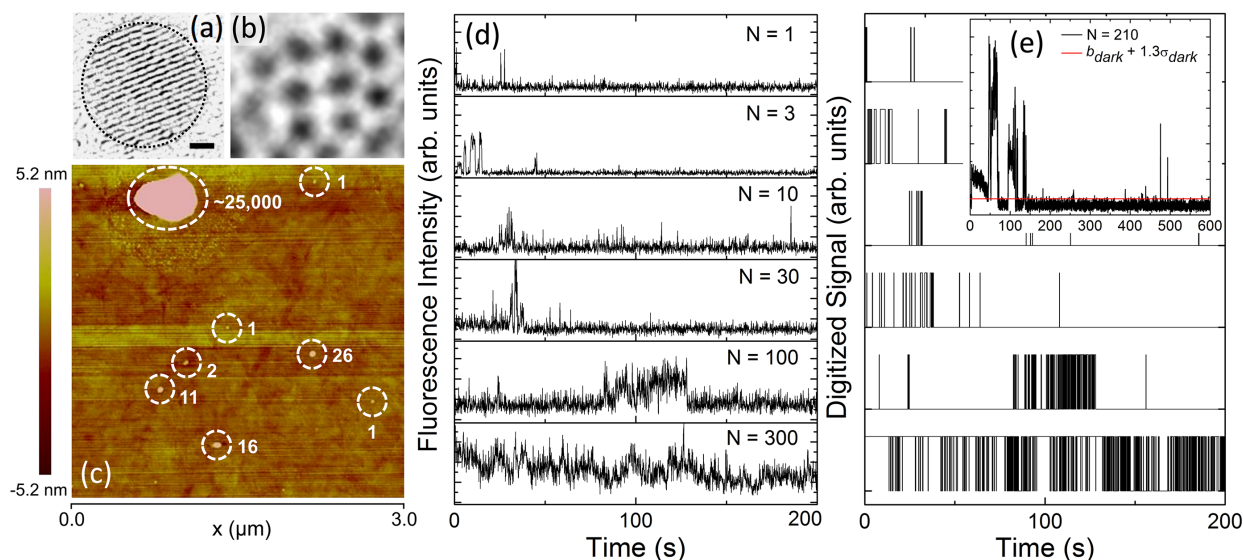 (a)
(b)
5.2 nm
-5.2 nm
1
~25,000
1
2
26
11
1
16
(c)
0.0
3.0
x (μm)
Fluorescence Intensity (arb. units)
(d)
N = 1
N = 3
N = 10
N = 30
N = 100
N = 300
0
100
200
Time (s)
Digitized Signal (arb. units)
(e)
N = 210
b_dark + 1.3σ_dark
0 100 200 300 400 500 600
0
100
200
Time (s)